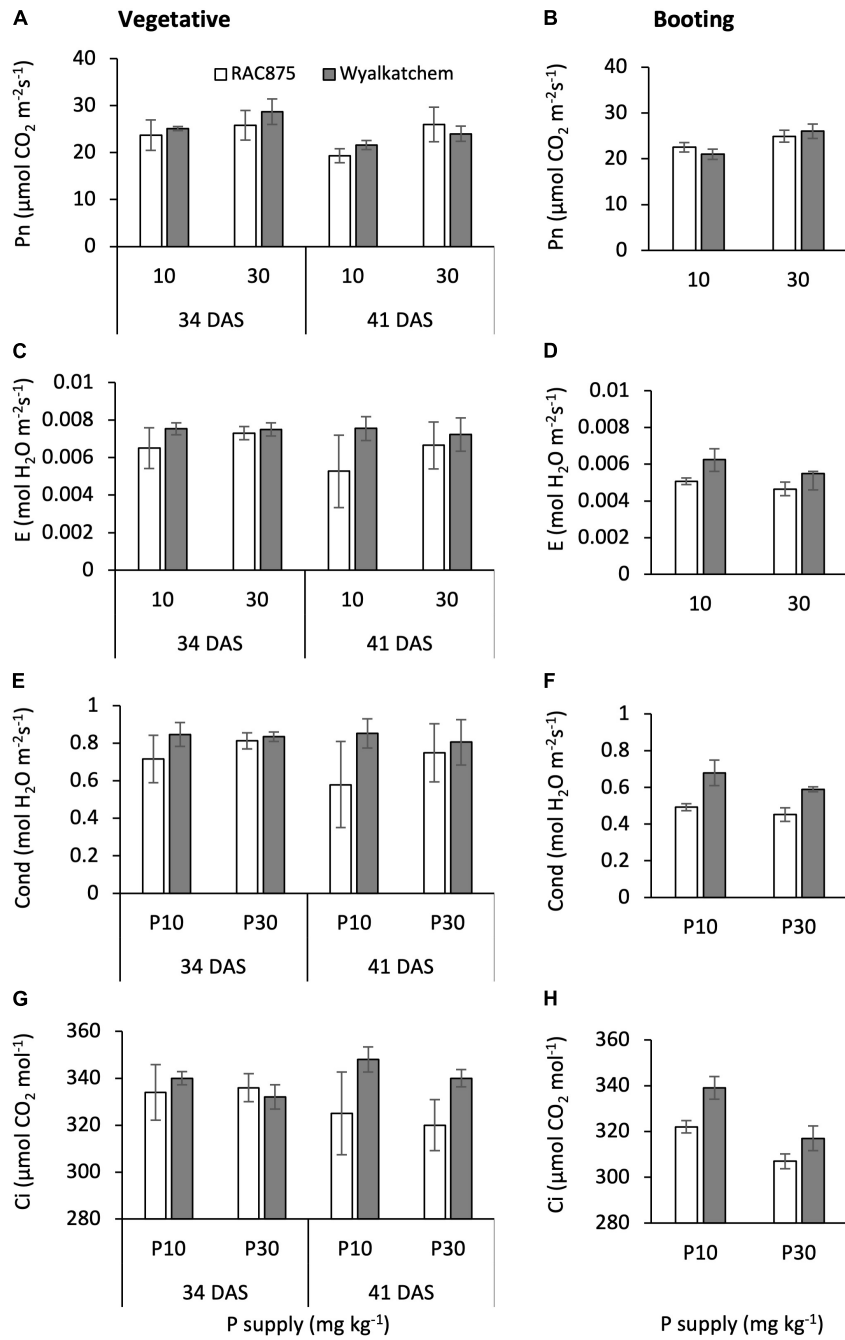 A Vegetative
B Booting
Pn (µmol CO₂ m⁻²s⁻¹)
40
30
20
10
0
RAC875 Wyalkatchem
10 30 10 30
34 DAS 41 DAS
Pn (µmol CO₂ m⁻²s⁻¹)
40
30
20
10
0
10 30
C
E (mol H₂O m⁻²s⁻¹)
0.01
0.008
0.006
0.004
0.002
0
10 30 10 30
34 DAS 41 DAS
D
E (mol H₂O m⁻²s⁻¹)
0.01
0.008
0.006
0.004
0.002
0
10 30
E
Cond (mol H₂O m⁻²s⁻¹)
1
0.8
0.6
0.4
0.2
0
P10 P30 P10 P30
34 DAS 41 DAS
F
Cond (mol H₂O m⁻²s⁻¹)
1
0.8
0.6
0.4
0.2
0
P10 P30
G
Ci (µmol CO₂ mol⁻¹)
360
340
320
300
280
P10 P30 P10 P30
34 DAS 41 DAS
P supply (mg kg⁻¹)
H
Ci (µmol CO₂ mol⁻¹)
360
340
320
300
280
P10 P30
P supply (mg kg⁻¹)